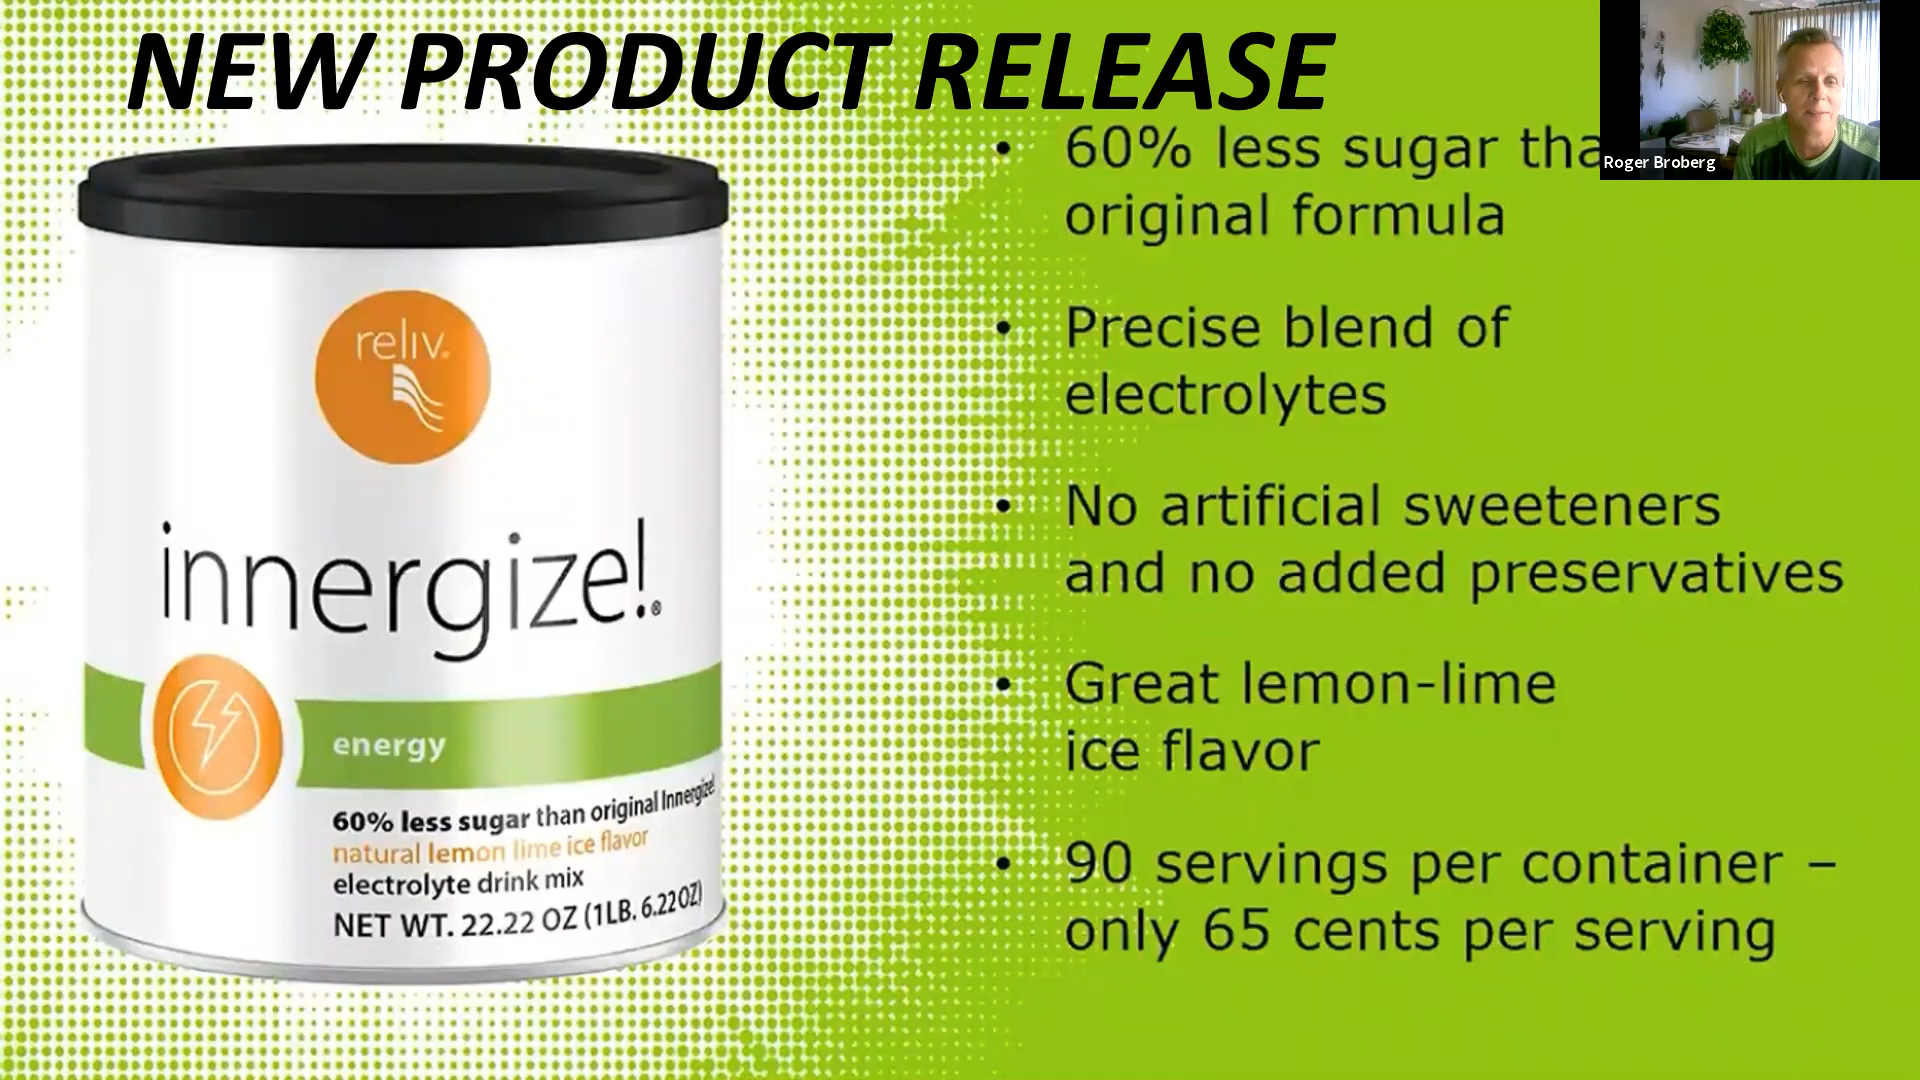 NEW PRODUCT RELEASE
• 60% less sugar tha
original formula
• Precise blend of
electrolytes
• No artificial sweeteners
and no added preservatives
• Great lemon-lime
ice flavor
• 90 servings per container –
only 65 cents per serving
reliv®
innergize!®
energy
60% less sugar than original Innergize!
natural lemon lime ice flavor
electrolyte drink mix
NET WT. 22.22 OZ (1LB. 6.22OZ)
Roger Broberg